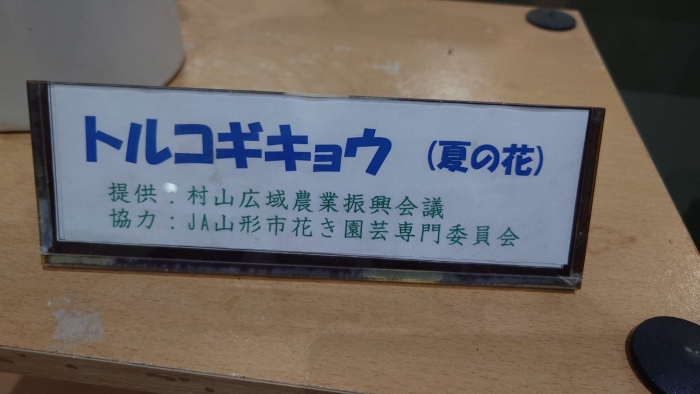 トルコギキョウ (夏の花)
提供：村山広域農業振興会議
協力：JA山形市花き園芸専門委員会